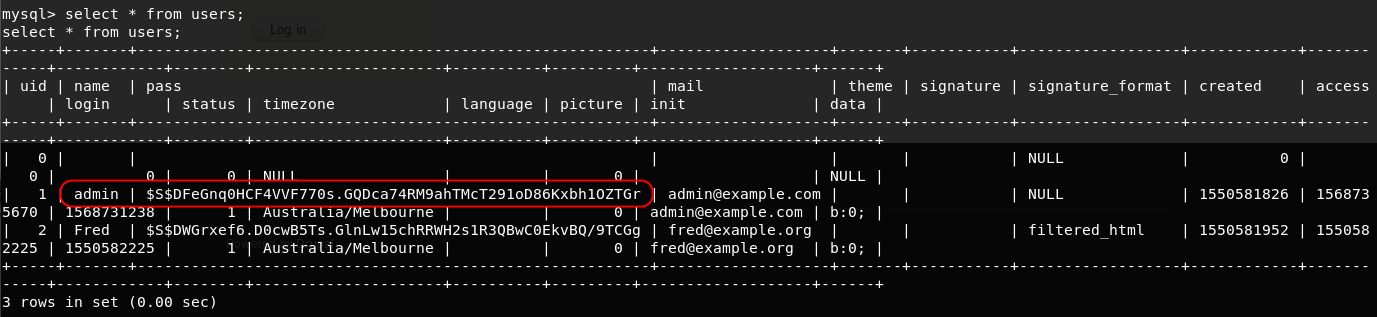 mysql> select * from users;
Log in
select * from users;
+-----+-------+---------------------------------------------------------+-------------------+-------+-----------+------------------+------------+-------
-----+------------+--------+---------------------+----------+---------+-------------------+------+
| uid | name  | pass                                                    | mail              | theme | signature | signature_format | created    | access
     | login      | status | timezone            | language | picture | init              | data |
+-----+-------+---------------------------------------------------------+-------------------+-------+-----------+------------------+------------+-------
-----+------------+--------+---------------------+----------+---------+-------------------+------+
|   0 |       |                                                         |                   |       |           | NULL             |          0 |
   0 |          0 |      0 | NULL                |          |       0 |                   | NULL |
|   1 | admin | $S$DFeGnq0HCF4VVF770s.GQDca74RM9ahTMcT291oD86Kxbh1OZTGr | admin@example.com |       |           | NULL             | 1550581826 | 156873
5670 | 1568731238 |      1 | Australia/Melbourne |          |       0 | admin@example.com | b:0; |
|   2 | Fred  | $S$DWGrxef6.D0cwB5Ts.GlnLw15chRRWH2s1R3QBwC0EkvBQ/9TCGg | fred@example.org  |       |           | filtered_html    | 1550581952 | 155058
2225 | 1550582225 |      1 | Australia/Melbourne |          |       0 | fred@example.org  | b:0; |
+-----+-------+---------------------------------------------------------+-------------------+-------+-----------+------------------+------------+-------
-----+------------+--------+---------------------+----------+---------+-------------------+------+
3 rows in set (0.00 sec)